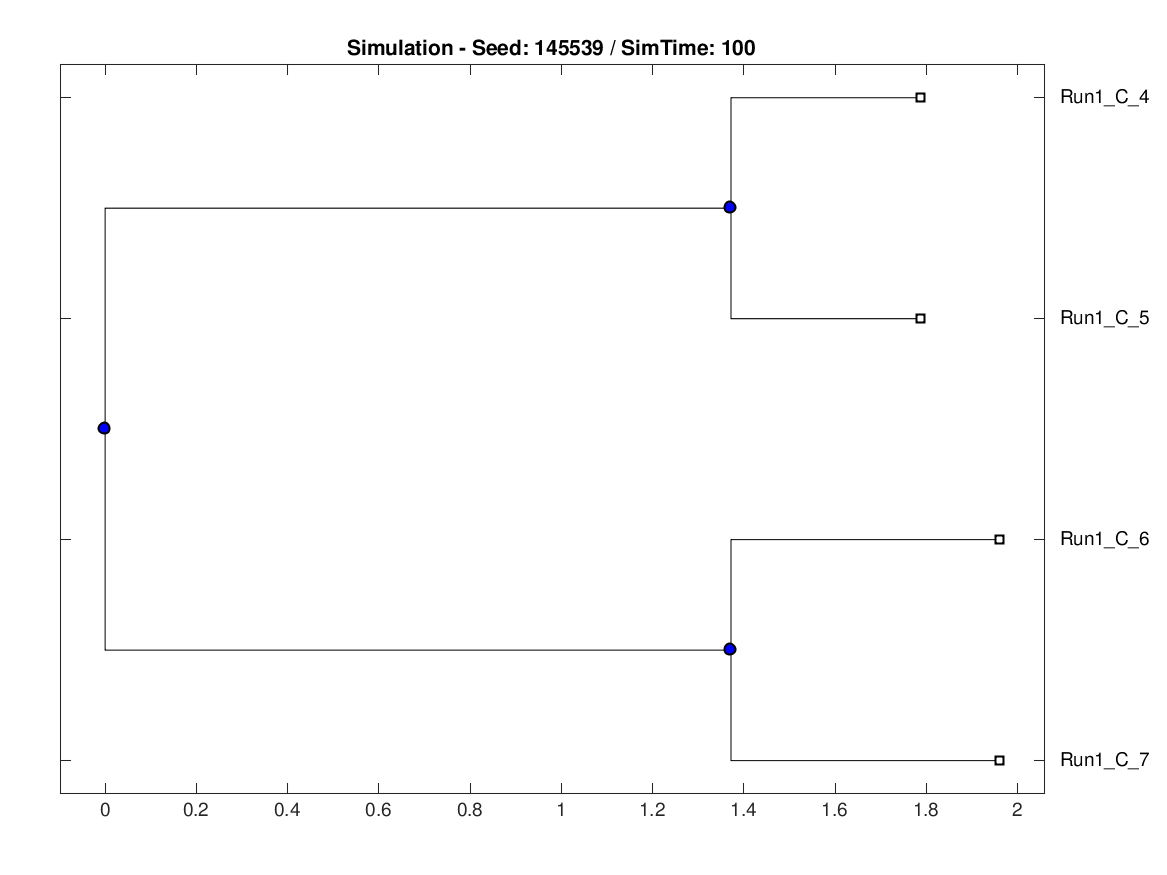 Simulation - Seed: 145539 / SimTime: 100
Run1_C_4
Run1_C_5
Run1_C_6
Run1_C_7
0 0.2 0.4 0.6 0.8 1 1.2 1.4 1.6 1.8 2